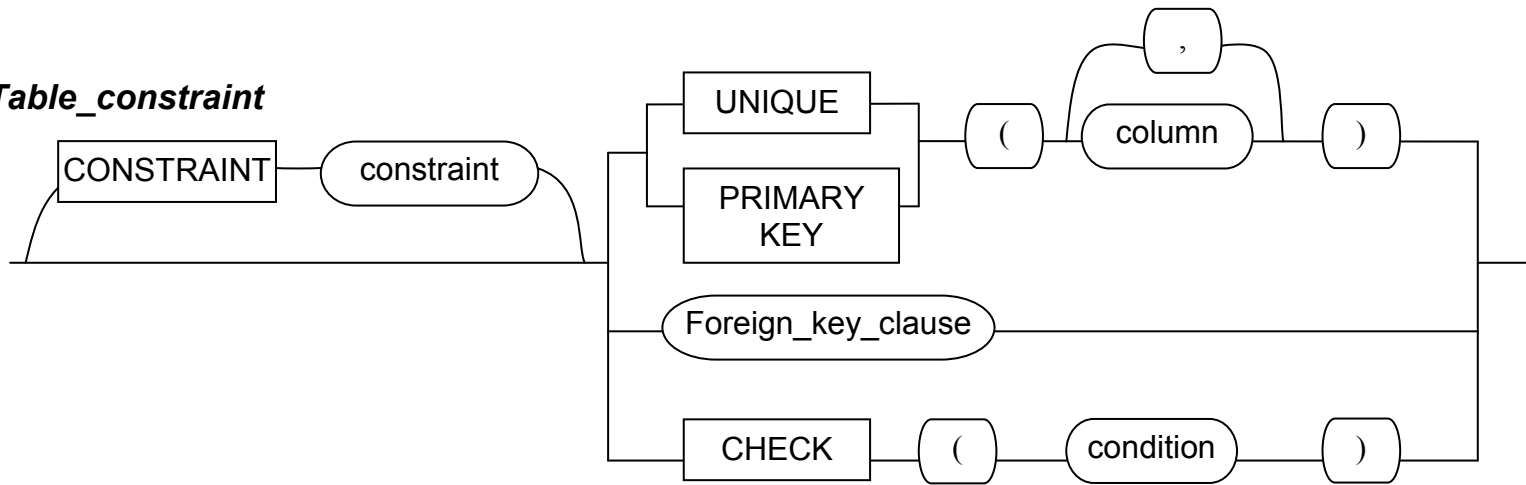 ,
Table_constraint
UNIQUE
( column )
CONSTRAINT constraint
PRIMARY
KEY
Foreign_key_clause
CHECK ( condition )